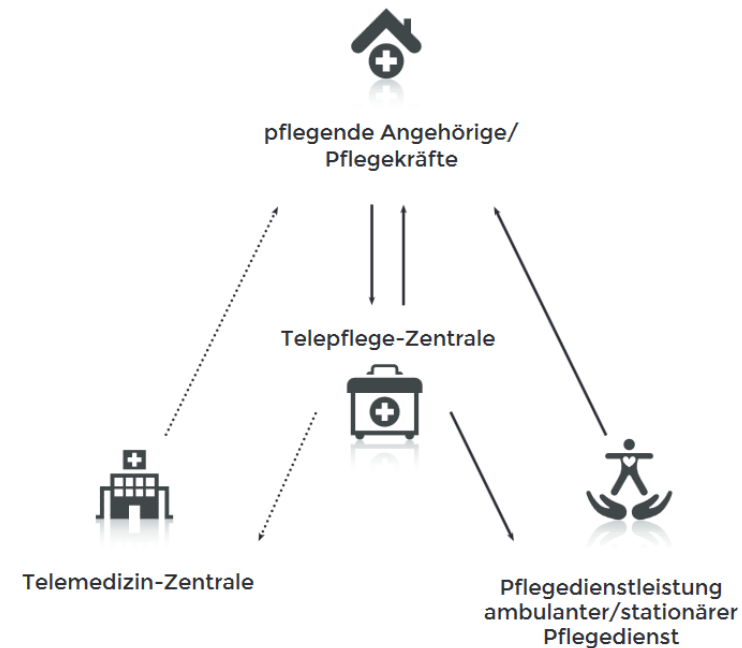 pflegende Angehörige/
Pflegekräfte
Telepflege-Zentrale
Telemedizin-Zentrale
Pflegedienstleistung
ambulanter/stationärer
Pflegedienst